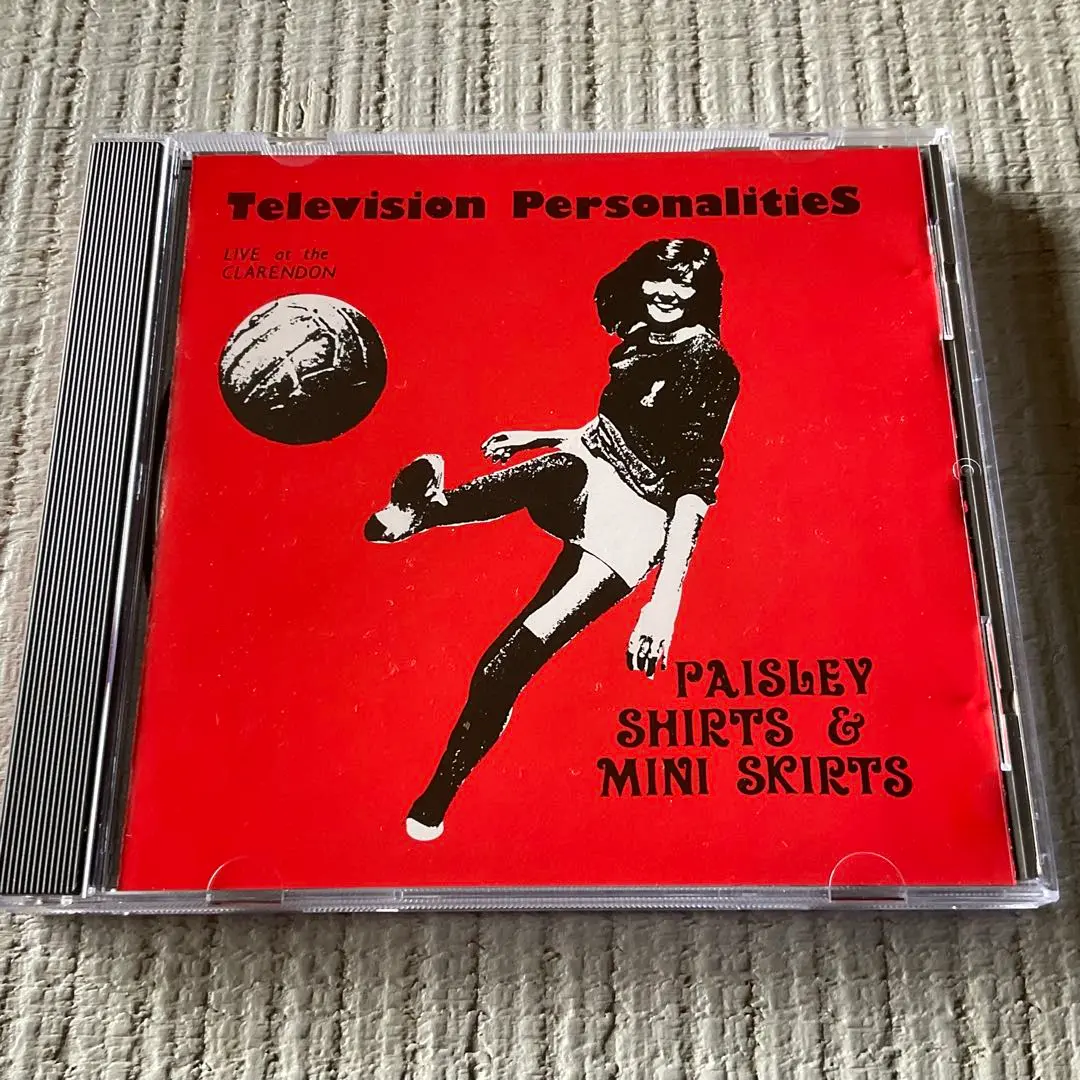 Television PersonalitieS
LIVE at the
CLARENDON
PAISLEY
SHIRTS &
MINI SKIRTS